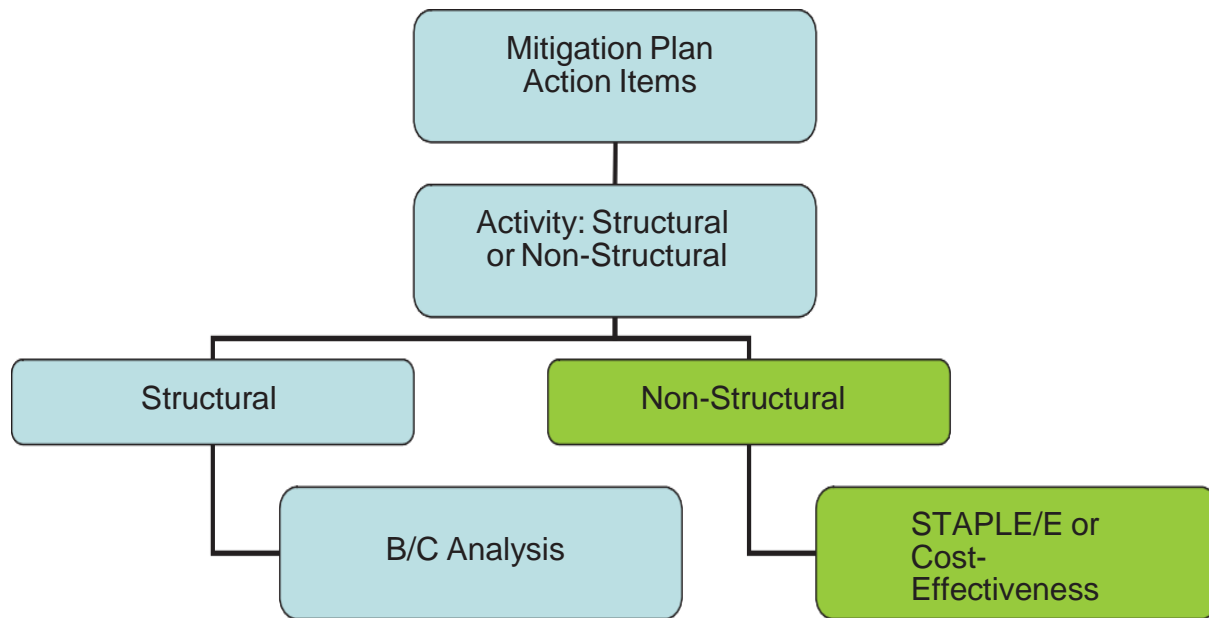 Mitigation Plan
Action Items
Activity: Structural
or Non-Structural
Structural
Non-Structural
B/C Analysis
STAPLE/E or
Cost-
Effectiveness